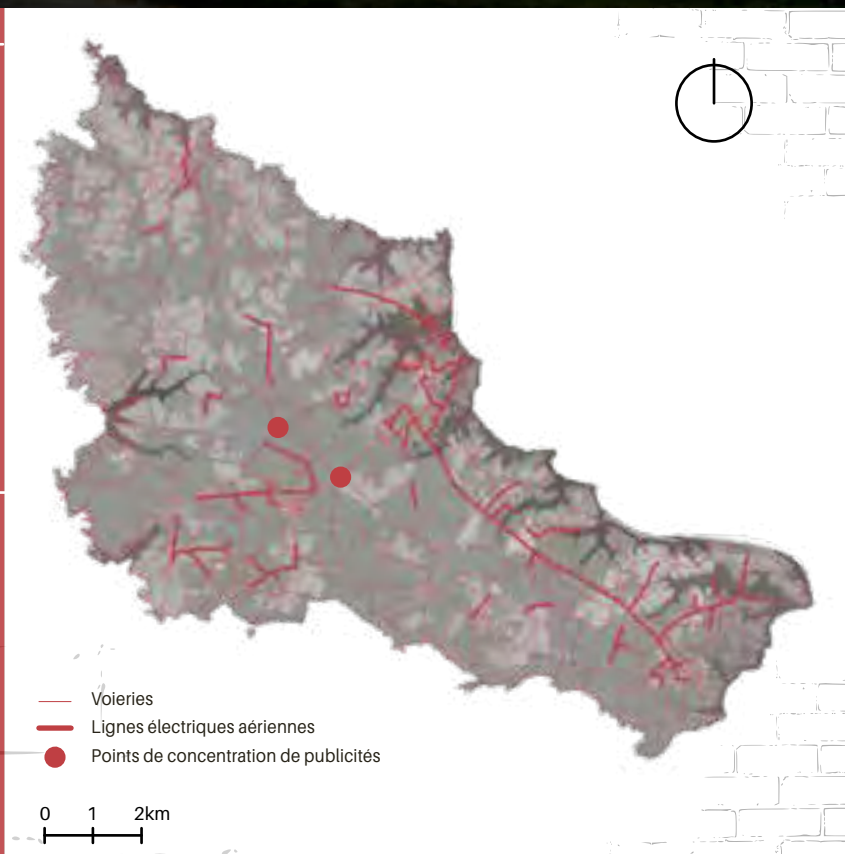 Voieries
Lignes électriques aériennes
Points de concentration de publicités
0 1 2km